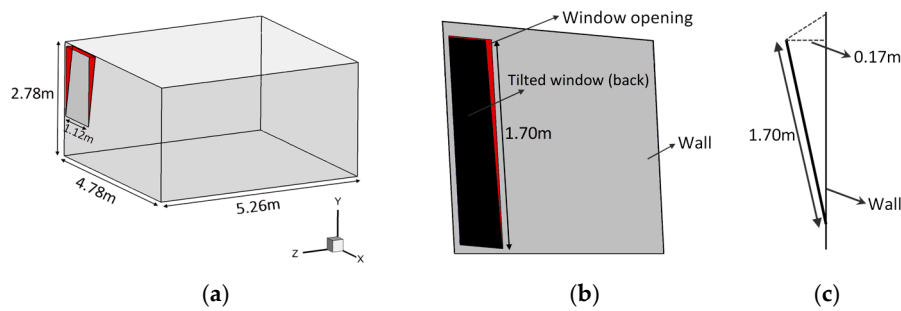 2.78m
1.12m
4.78m
5.26m
Y
Z
X
(a)
Window opening
Tilted window (back)
1.70m
Wall
(b)
0.17m
1.70m
Wall
(c)